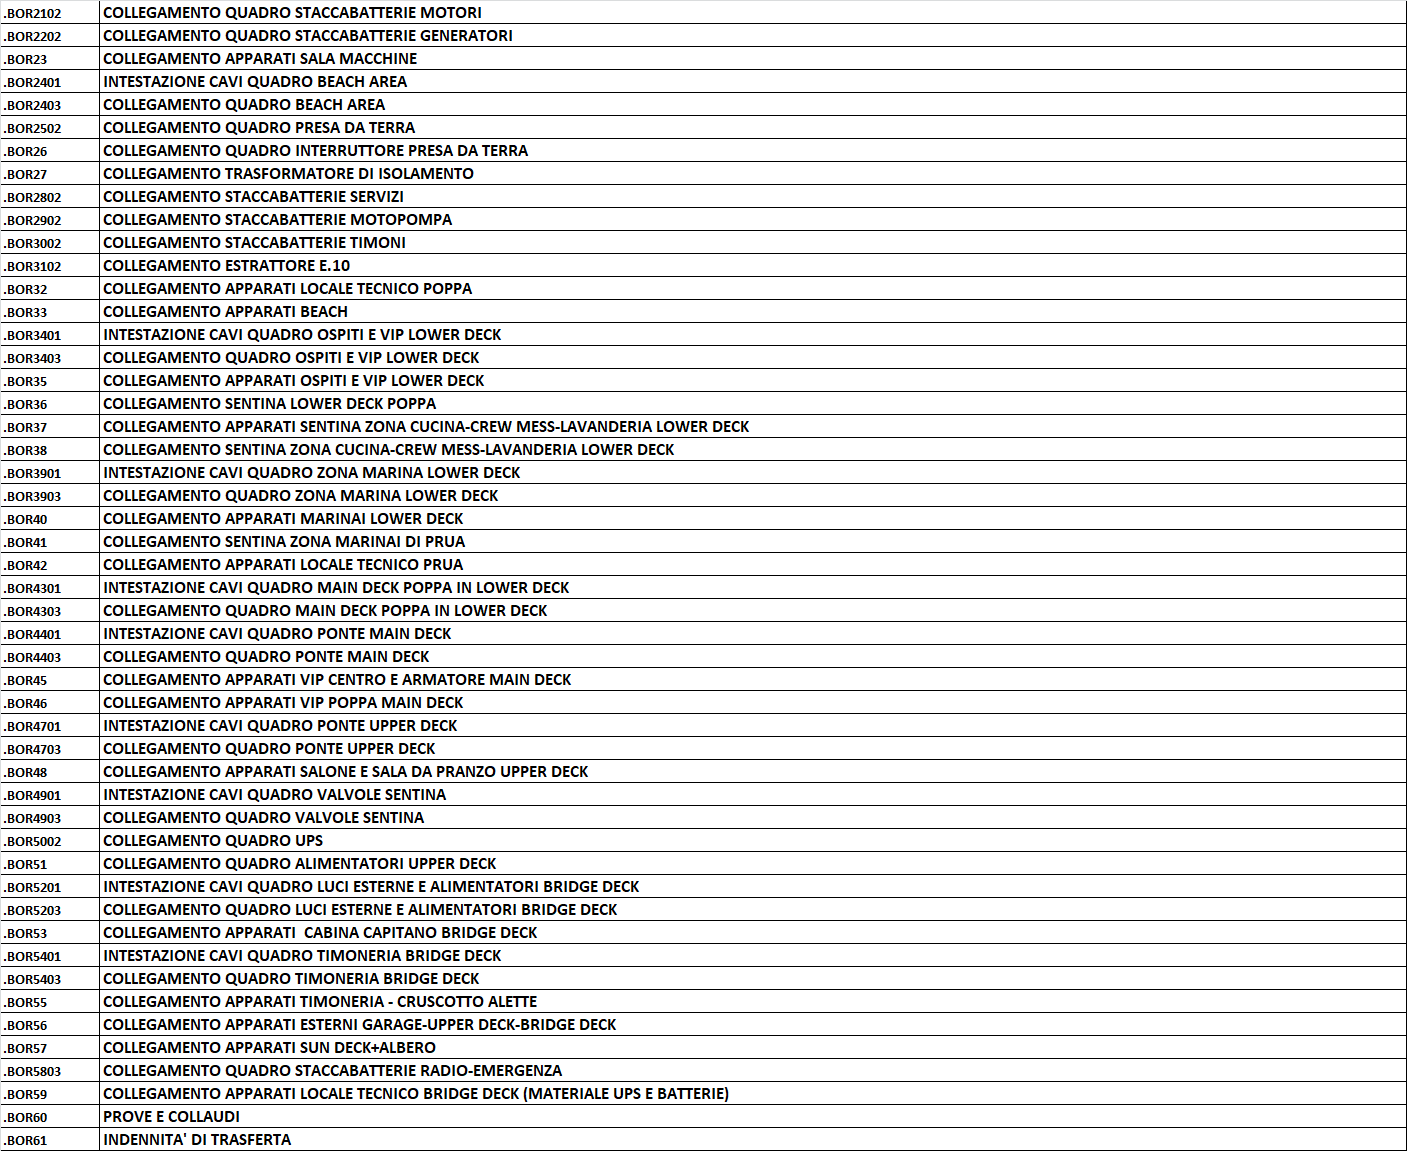 .BOR2102 COLLEGAMENTO QUADRO STACCABATTERIE MOTORI
.BOR2202 COLLEGAMENTO QUADRO STACCABATTERIE GENERATORI
.BOR23 COLLEGAMENTO APPARATI SALA MACCHINE
.BOR2401 INTESTAZIONE CAVI QUADRO BEACH AREA
.BOR2403 COLLEGAMENTO QUADRO BEACH AREA
.BOR2502 COLLEGAMENTO QUADRO PRESA DA TERRA
.BOR26 COLLEGAMENTO QUADRO INTERRUTTORE PRESA DA TERRA
.BOR27 COLLEGAMENTO TRASFORMATORE DI ISOLAMENTO
.BOR2802 COLLEGAMENTO STACCABATTERIE SERVIZI
.BOR2902 COLLEGAMENTO STACCABATTERIE MOTOPOMPA
.BOR3002 COLLEGAMENTO STACCABATTERIE TIMONI
.BOR3102 COLLEGAMENTO ESTRATTORE E.10
.BOR32 COLLEGAMENTO APPARATI LOCALE TECNICO POPPA
.BOR33 COLLEGAMENTO APPARATI BEACH
.BOR3401 INTESTAZIONE CAVI QUADRO OSPITI E VIP LOWER DECK
.BOR3403 COLLEGAMENTO QUADRO OSPITI E VIP LOWER DECK
.BOR35 COLLEGAMENTO APPARATI OSPITI E VIP LOWER DECK
.BOR36 COLLEGAMENTO SENTINA LOWER DECK POPPA
.BOR37 COLLEGAMENTO APPARATI SENTINA ZONA CUCINA-CREW MESS-LAVANDERIA LOWER DECK
.BOR38 COLLEGAMENTO SENTINA ZONA CUCINA-CREW MESS-LAVANDERIA LOWER DECK
.BOR3901 INTESTAZIONE CAVI QUADRO ZONA MARINA LOWER DECK
.BOR3903 COLLEGAMENTO QUADRO ZONA MARINA LOWER DECK
.BOR40 COLLEGAMENTO APPARATI MARINAI LOWER DECK
.BOR41 COLLEGAMENTO SENTINA ZONA MARINAI DI PRUA
.BOR42 COLLEGAMENTO APPARATI LOCALE TECNICO PRUA
.BOR4301 INTESTAZIONE CAVI QUADRO MAIN DECK POPPA IN LOWER DECK
.BOR4303 COLLEGAMENTO QUADRO MAIN DECK POPPA IN LOWER DECK
.BOR4401 INTESTAZIONE CAVI QUADRO PONTE MAIN DECK
.BOR4403 COLLEGAMENTO QUADRO PONTE MAIN DECK
.BOR45 COLLEGAMENTO APPARATI VIP CENTRO E ARMATORE MAIN DECK
.BOR46 COLLEGAMENTO APPARATI VIP POPPA MAIN DECK
.BOR4701 INTESTAZIONE CAVI QUADRO PONTE UPPER DECK
.BOR4703 COLLEGAMENTO QUADRO PONTE UPPER DECK
.BOR48 COLLEGAMENTO APPARATI SALONE E SALA DA PRANZO UPPER DECK
.BOR4901 INTESTAZIONE CAVI QUADRO VALVOLE SENTINA
.BOR4903 COLLEGAMENTO QUADRO VALVOLE SENTINA
.BOR5002 COLLEGAMENTO QUADRO UPS
.BOR51 COLLEGAMENTO QUADRO ALIMENTATORI UPPER DECK
.BOR5201 INTESTAZIONE CAVI QUADRO LUCI ESTERNE E ALIMENTATORI BRIDGE DECK
.BOR5203 COLLEGAMENTO QUADRO LUCI ESTERNE E ALIMENTATORI BRIDGE DECK
.BOR53 COLLEGAMENTO APPARATI  CABINA CAPITANO BRIDGE DECK
.BOR5401 INTESTAZIONE CAVI QUADRO TIMONERIA BRIDGE DECK
.BOR5403 COLLEGAMENTO QUADRO TIMONERIA BRIDGE DECK
.BOR55 COLLEGAMENTO APPARATI TIMONERIA - CRUSCOTTO ALETTE
.BOR56 COLLEGAMENTO APPARATI ESTERNI GARAGE-UPPER DECK-BRIDGE DECK
.BOR57 COLLEGAMENTO APPARATI SUN DECK+ALBERO
.BOR5803 COLLEGAMENTO QUADRO STACCABATTERIE RADIO-EMERGENZA
.BOR59 COLLEGAMENTO APPARATI LOCALE TECNICO BRIDGE DECK (MATERIALE UPS E BATTERIE)
.BOR60 PROVE E COLLAUDI
.BOR61 INDENNITA' DI TRASFERTA